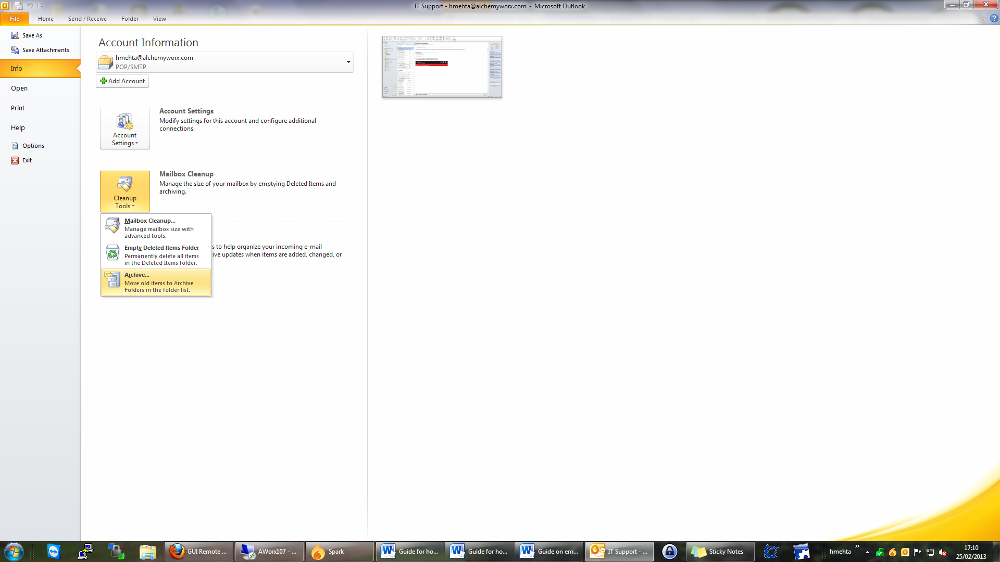 IT Support - hmehta@alchemyworx.com - Microsoft Outlook
File Home Send / Receive Folder View
Save As
Save Attachments
Info
Open
Print
Help
Options
Exit
Account Information
hmehta@alchemyworx.com
POP/SMTP
Add Account
Account
Settings
Account Settings
Modify settings for this account and configure additional
connections.
Cleanup
Tools
Mailbox Cleanup
Manage the size of your mailbox by emptying Deleted Items and
archiving.
Mailbox Cleanup...
Manage mailbox size with
advanced tools.
Empty Deleted Items Folder
Permanently delete all items
in the Deleted Items folder.
Archive...
Move old items to Archive
Folders in the folder list.
s to help organize your incoming e-mail
ive updates when items are added, changed, or
GUI Remote ... AWorx107 - ... Spark Guide for ho... Guide for ho... Guide on em... IT Support - ... Sticky Notes hmehta
17:10
25/02/2013